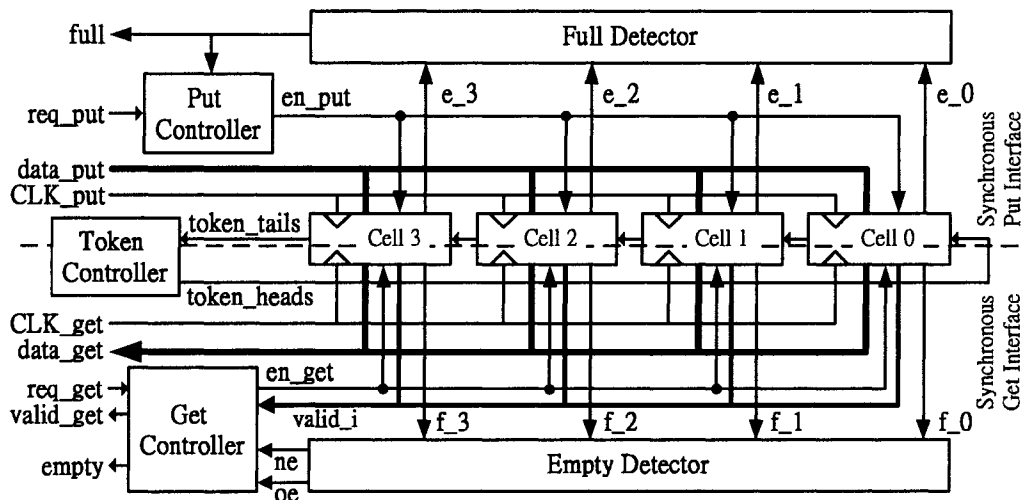 full
Full Detector
Put Controller
en_put
e_3
e_2
e_1
e_0
req_put
data_put
CLK_put
Synchronous Put Interface
token_tails
Cell 3
Cell 2
Cell 1
Cell 0
Token Controller
token_heads
CLK_get
data_get
Synchronous Get Interface
en_get
req_get
valid_get
Get Controller
valid_i
f_3
f_2
f_1
f_0
empty
ne
oe
Empty Detector